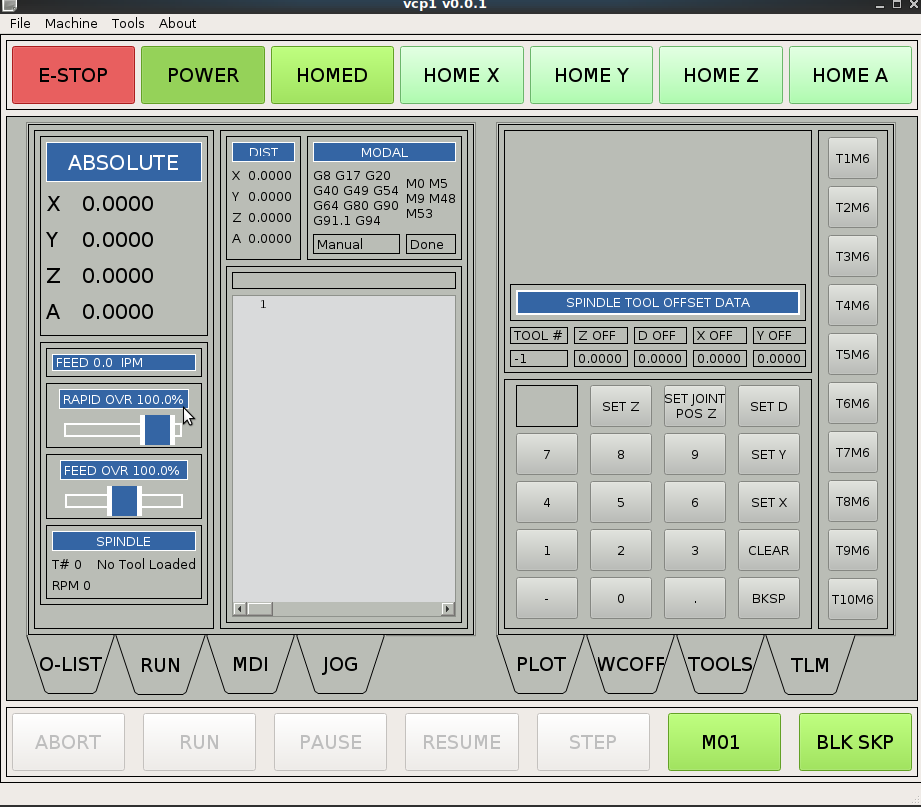 vcp1 v0.0.1
File Machine Tools About
E-STOP POWER HOMED HOME X HOME Y HOME Z HOME A
ABSOLUTE
X 0.0000
Y 0.0000
Z 0.0000
A 0.0000
DIST
X 0.0000
Y 0.0000
Z 0.0000
A 0.0000
MODAL
G8 G17 G20
G40 G49 G54
G64 G80 G90
G91.1 G94
M0 M5
M9 M48
M53
Manual Done
1
FEED 0.0 IPM
RAPID OVR 100.0%
FEED OVR 100.0%
SPINDLE
T# 0 No Tool Loaded
RPM 0
O-LIST RUN MDI JOG
SPINDLE TOOL OFFSET DATA
TOOL # Z OFF D OFF X OFF Y OFF
-1 0.0000 0.0000 0.0000 0.0000
SET Z SET JOINT
POS Z SET D
7 8 9 SET Y
4 5 6 SET X
1 2 3 CLEAR
- 0 . BKSP
T1M6
T2M6
T3M6
T4M6
T5M6
T6M6
T7M6
T8M6
T9M6
T10M6
PLOT WCOFF TOOLS TLM
ABORT RUN PAUSE RESUME STEP M01 BLK SKP